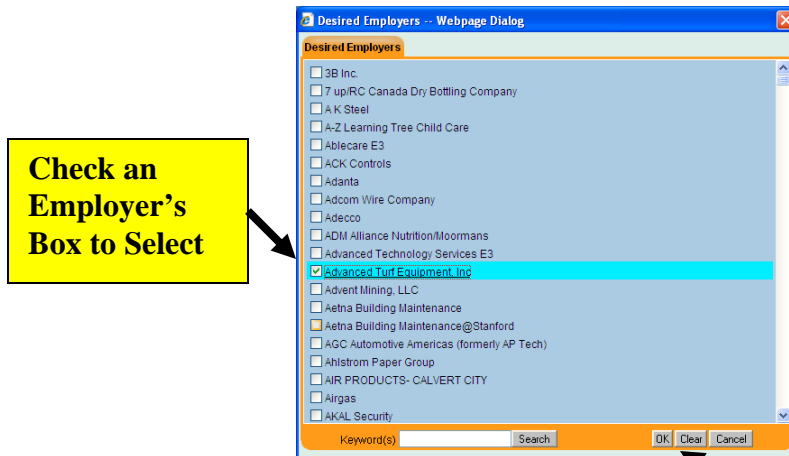 Desired Employers -- Webpage Dialog
Desired Employers
3B Inc.
7 up/RC Canada Dry Bottling Company
A K Steel
A-Z Learning Tree Child Care
Ablecare E3
ACK Controls
Adanta
Adcom Wire Company
Adecco
ADM Alliance Nutrition/Moormans
Advanced Technology Services E3
Advanced Turf Equipment, Inc
Advent Mining, LLC
Aetna Building Maintenance
Aetna Building Maintenance@Stanford
AGC Automotive Americas (formerly AP Tech)
Ahlstrom Paper Group
AIR PRODUCTS- CALVERT CITY
Airgas
AKAL Security
Keyword(s) Search OK Clear Cancel
Check an
Employer's
Box to Select